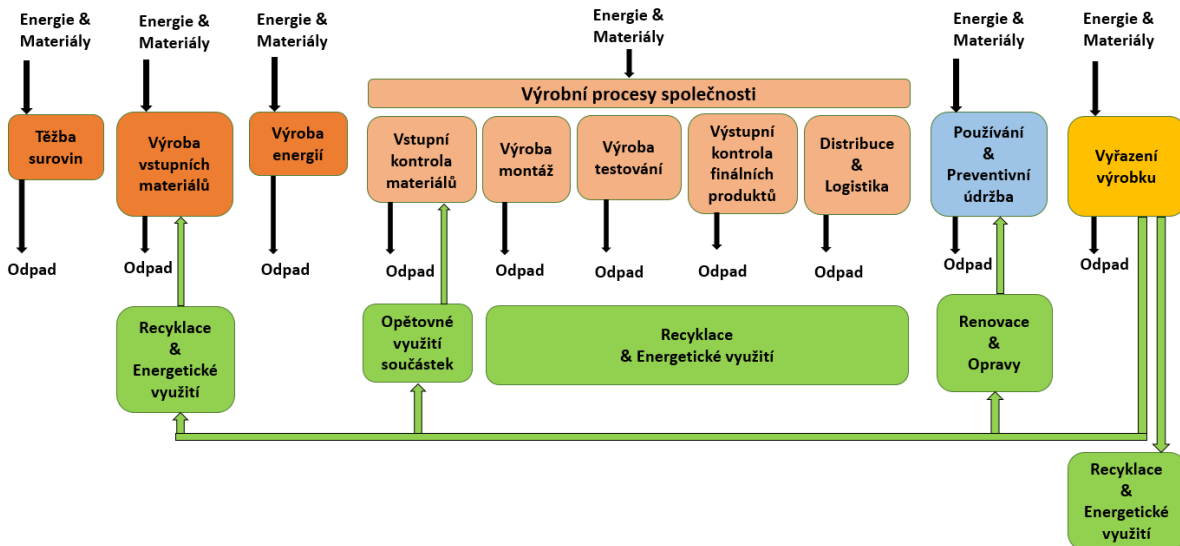 Energie &
Materiály
Energie &
Materiály
Energie &
Materiály
Energie &
Materiály
Energie &
Materiály
Energie &
Materiály
Výrobní procesy společnosti
Těžba
surovin
Výroba
vstupních
materiálů
Výroba
energií
Vstupní
kontrola
materiálů
Výroba
montáž
Výroba
testování
Výstupní
kontrola
finálních
produktů
Distribuce
&
Logistika
Používání
&
Preventivní
údržba
Vyřazení
výrobku
Odpad
Odpad
Odpad
Odpad
Odpad
Odpad
Odpad
Odpad
Odpad
Odpad
Recyklace
&
Energetické
využití
Opětovné
využití
součástek
Recyklace
& Energetické využití
Renovace
&
Opravy
Recyklace
&
Energetické
využití